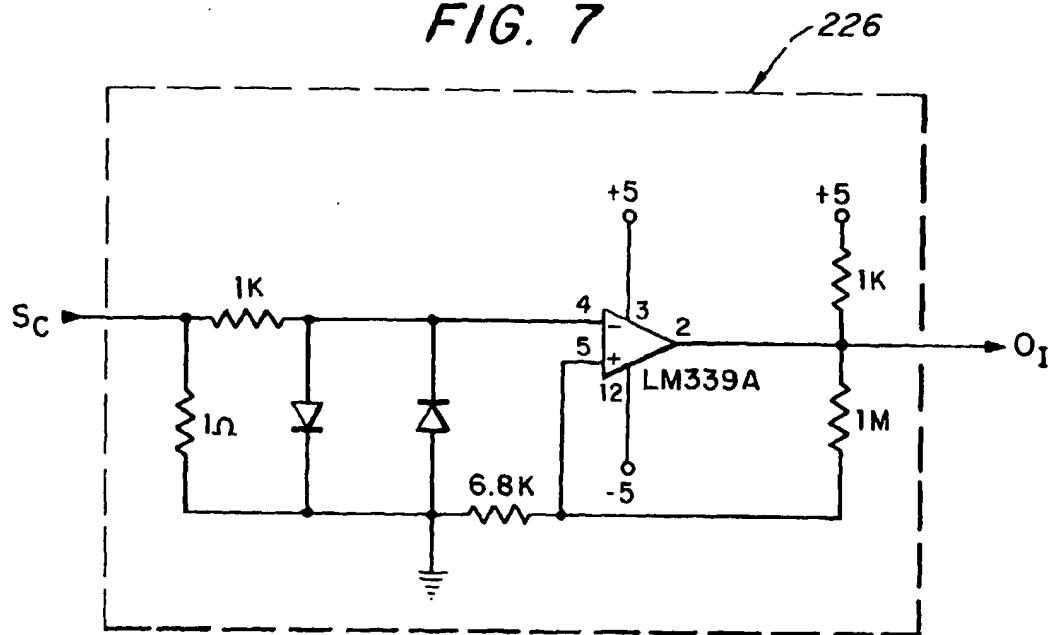 FIG. 7
226
+5
+5
1K
1K
S_C
4
3
2
5
O_I
12
LM339A
1Ω
1M
-5
6.8K
-
+